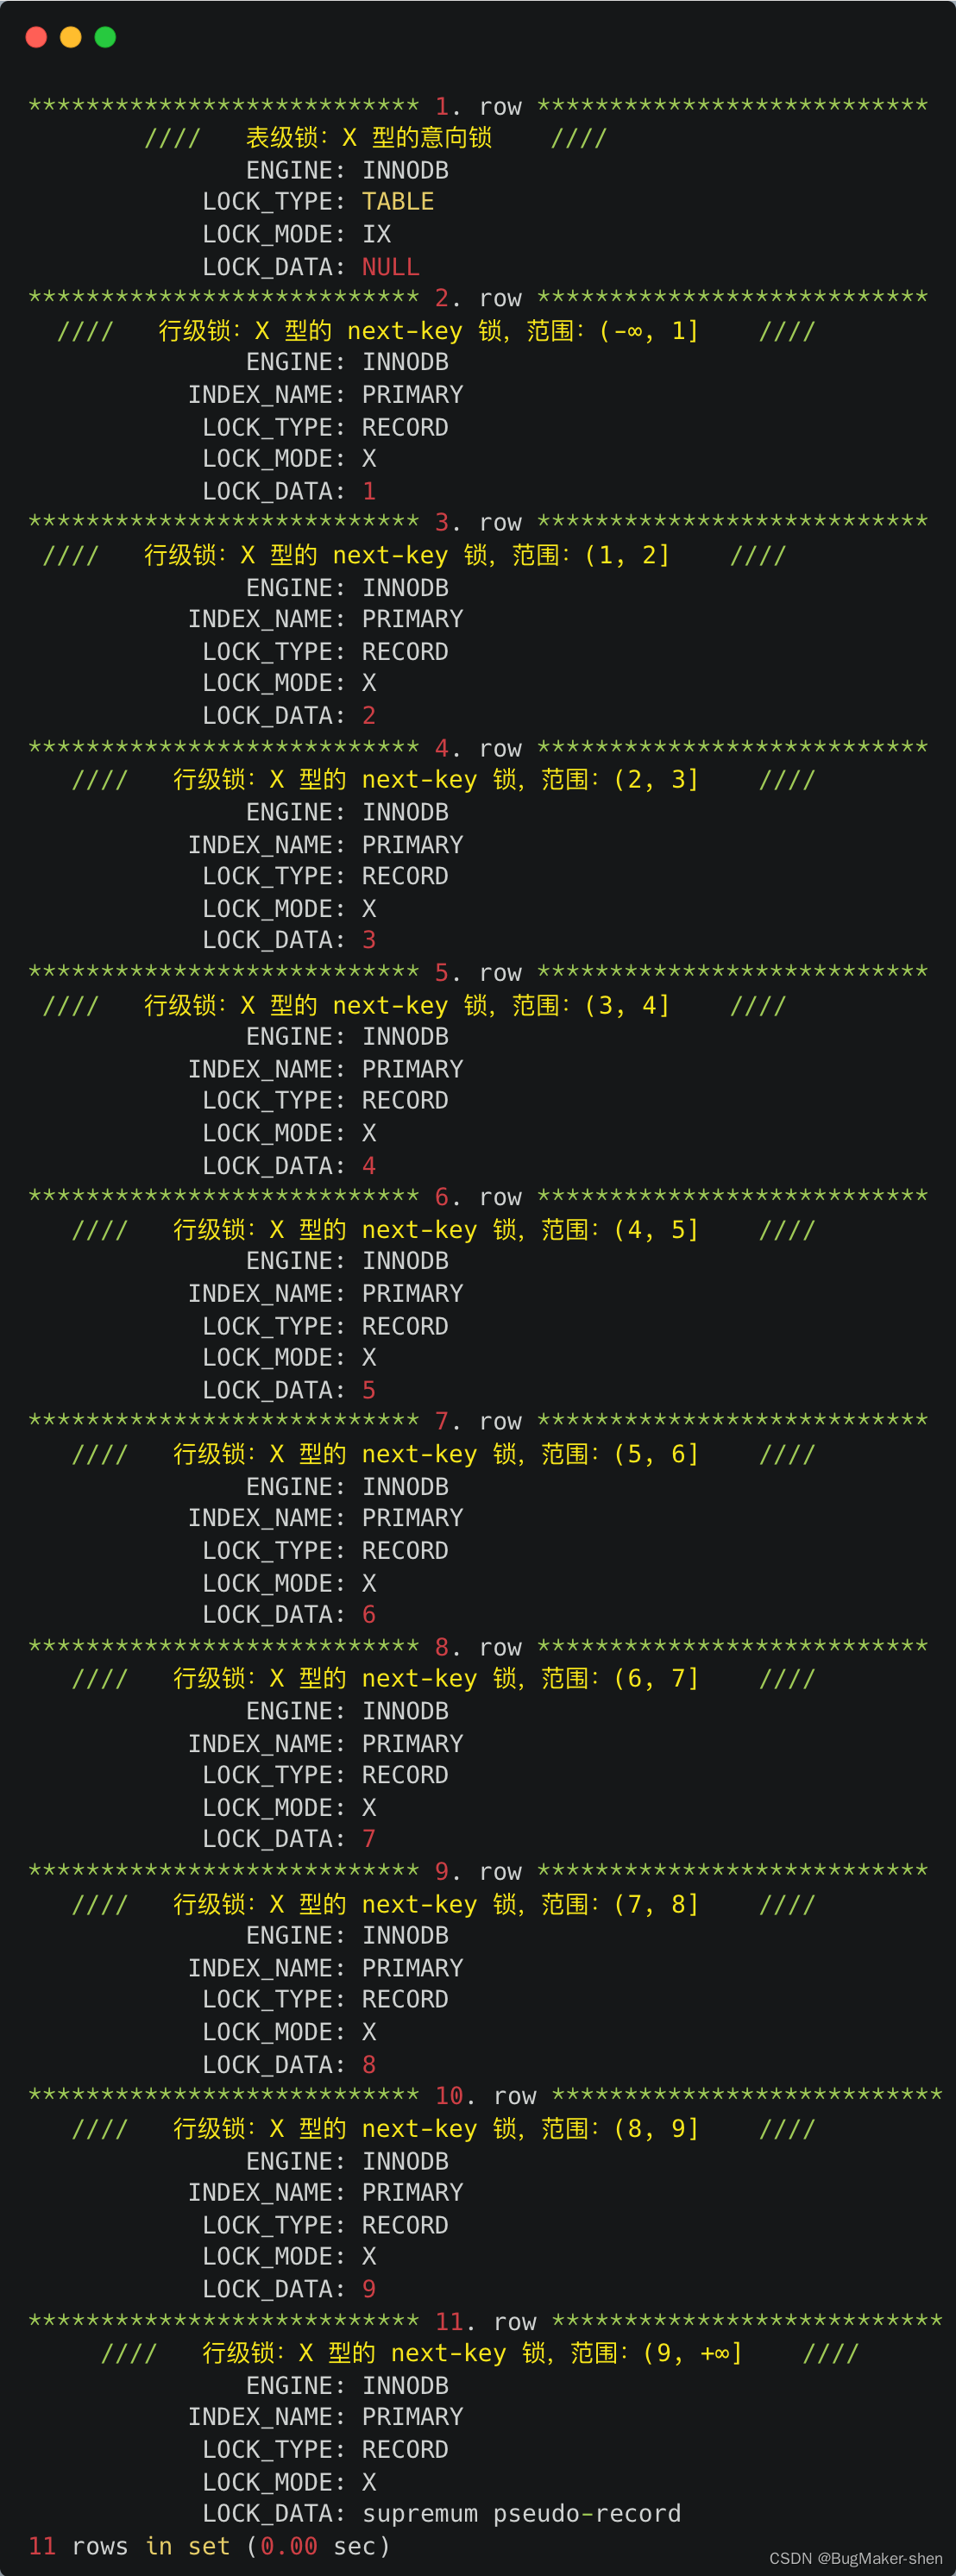 *************************** 1. row ***************************
//// 表级锁：X 型的意向锁 ////
ENGINE: INNODB
LOCK_TYPE: TABLE
LOCK_MODE: IX
LOCK_DATA: NULL
*************************** 2. row ***************************
//// 行级锁：X 型的 next-key 锁，范围：(-∞, 1] ////
ENGINE: INNODB
INDEX_NAME: PRIMARY
LOCK_TYPE: RECORD
LOCK_MODE: X
LOCK_DATA: 1
*************************** 3. row ***************************
//// 行级锁：X 型的 next-key 锁，范围：(1, 2] ////
ENGINE: INNODB
INDEX_NAME: PRIMARY
LOCK_TYPE: RECORD
LOCK_MODE: X
LOCK_DATA: 2
*************************** 4. row ***************************
//// 行级锁：X 型的 next-key 锁，范围：(2, 3] ////
ENGINE: INNODB
INDEX_NAME: PRIMARY
LOCK_TYPE: RECORD
LOCK_MODE: X
LOCK_DATA: 3
*************************** 5. row ***************************
//// 行级锁：X 型的 next-key 锁，范围：(3, 4] ////
ENGINE: INNODB
INDEX_NAME: PRIMARY
LOCK_TYPE: RECORD
LOCK_MODE: X
LOCK_DATA: 4
*************************** 6. row ***************************
//// 行级锁：X 型的 next-key 锁，范围：(4, 5] ////
ENGINE: INNODB
INDEX_NAME: PRIMARY
LOCK_TYPE: RECORD
LOCK_MODE: X
LOCK_DATA: 5
*************************** 7. row ***************************
//// 行级锁：X 型的 next-key 锁，范围：(5, 6] ////
ENGINE: INNODB
INDEX_NAME: PRIMARY
LOCK_TYPE: RECORD
LOCK_MODE: X
LOCK_DATA: 6
*************************** 8. row ***************************
//// 行级锁：X 型的 next-key 锁，范围：(6, 7] ////
ENGINE: INNODB
INDEX_NAME: PRIMARY
LOCK_TYPE: RECORD
LOCK_MODE: X
LOCK_DATA: 7
*************************** 9. row ***************************
//// 行级锁：X 型的 next-key 锁，范围：(7, 8] ////
ENGINE: INNODB
INDEX_NAME: PRIMARY
LOCK_TYPE: RECORD
LOCK_MODE: X
LOCK_DATA: 8
*************************** 10. row ***************************
//// 行级锁：X 型的 next-key 锁，范围：(8, 9] ////
ENGINE: INNODB
INDEX_NAME: PRIMARY
LOCK_TYPE: RECORD
LOCK_MODE: X
LOCK_DATA: 9
*************************** 11. row ***************************
//// 行级锁：X 型的 next-key 锁，范围：(9, +∞] ////
ENGINE: INNODB
INDEX_NAME: PRIMARY
LOCK_TYPE: RECORD
LOCK_MODE: X
LOCK_DATA: supremum pseudo-record
11 rows in set (0.00 sec)
CSDN @BugMaker-shen